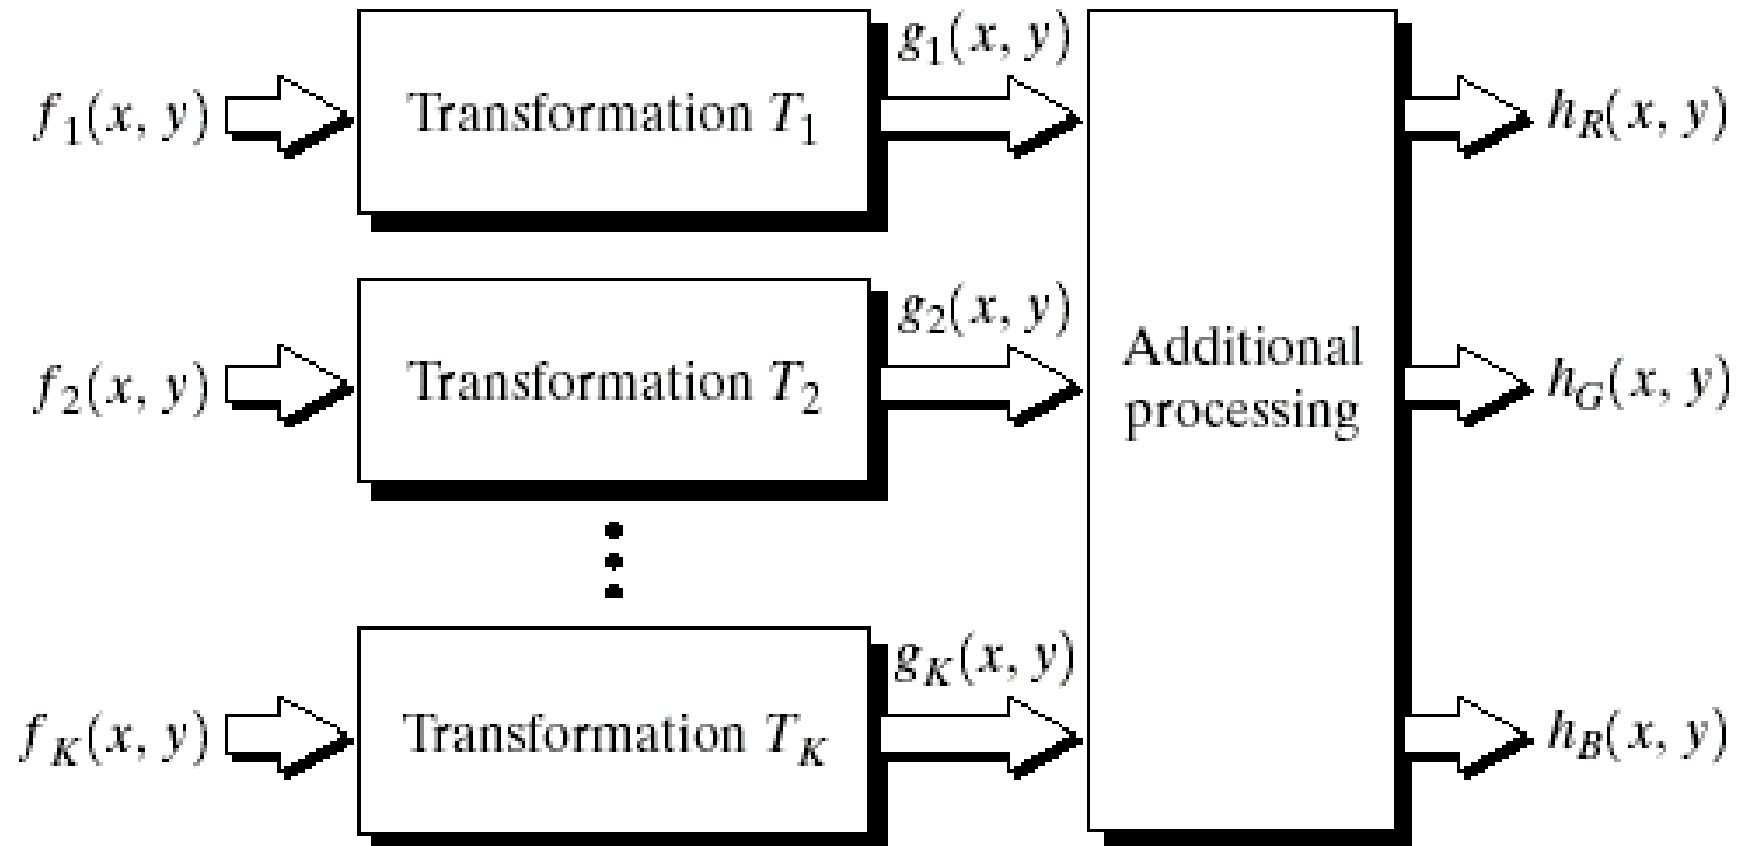 f1(x, y)
Transformation T1
g1(x, y)
hR(x, y)
f2(x, y)
Transformation T2
g2(x, y)
Additional
processing
hG(x, y)
fK(x, y)
Transformation TK
gK(x, y)
hB(x, y)